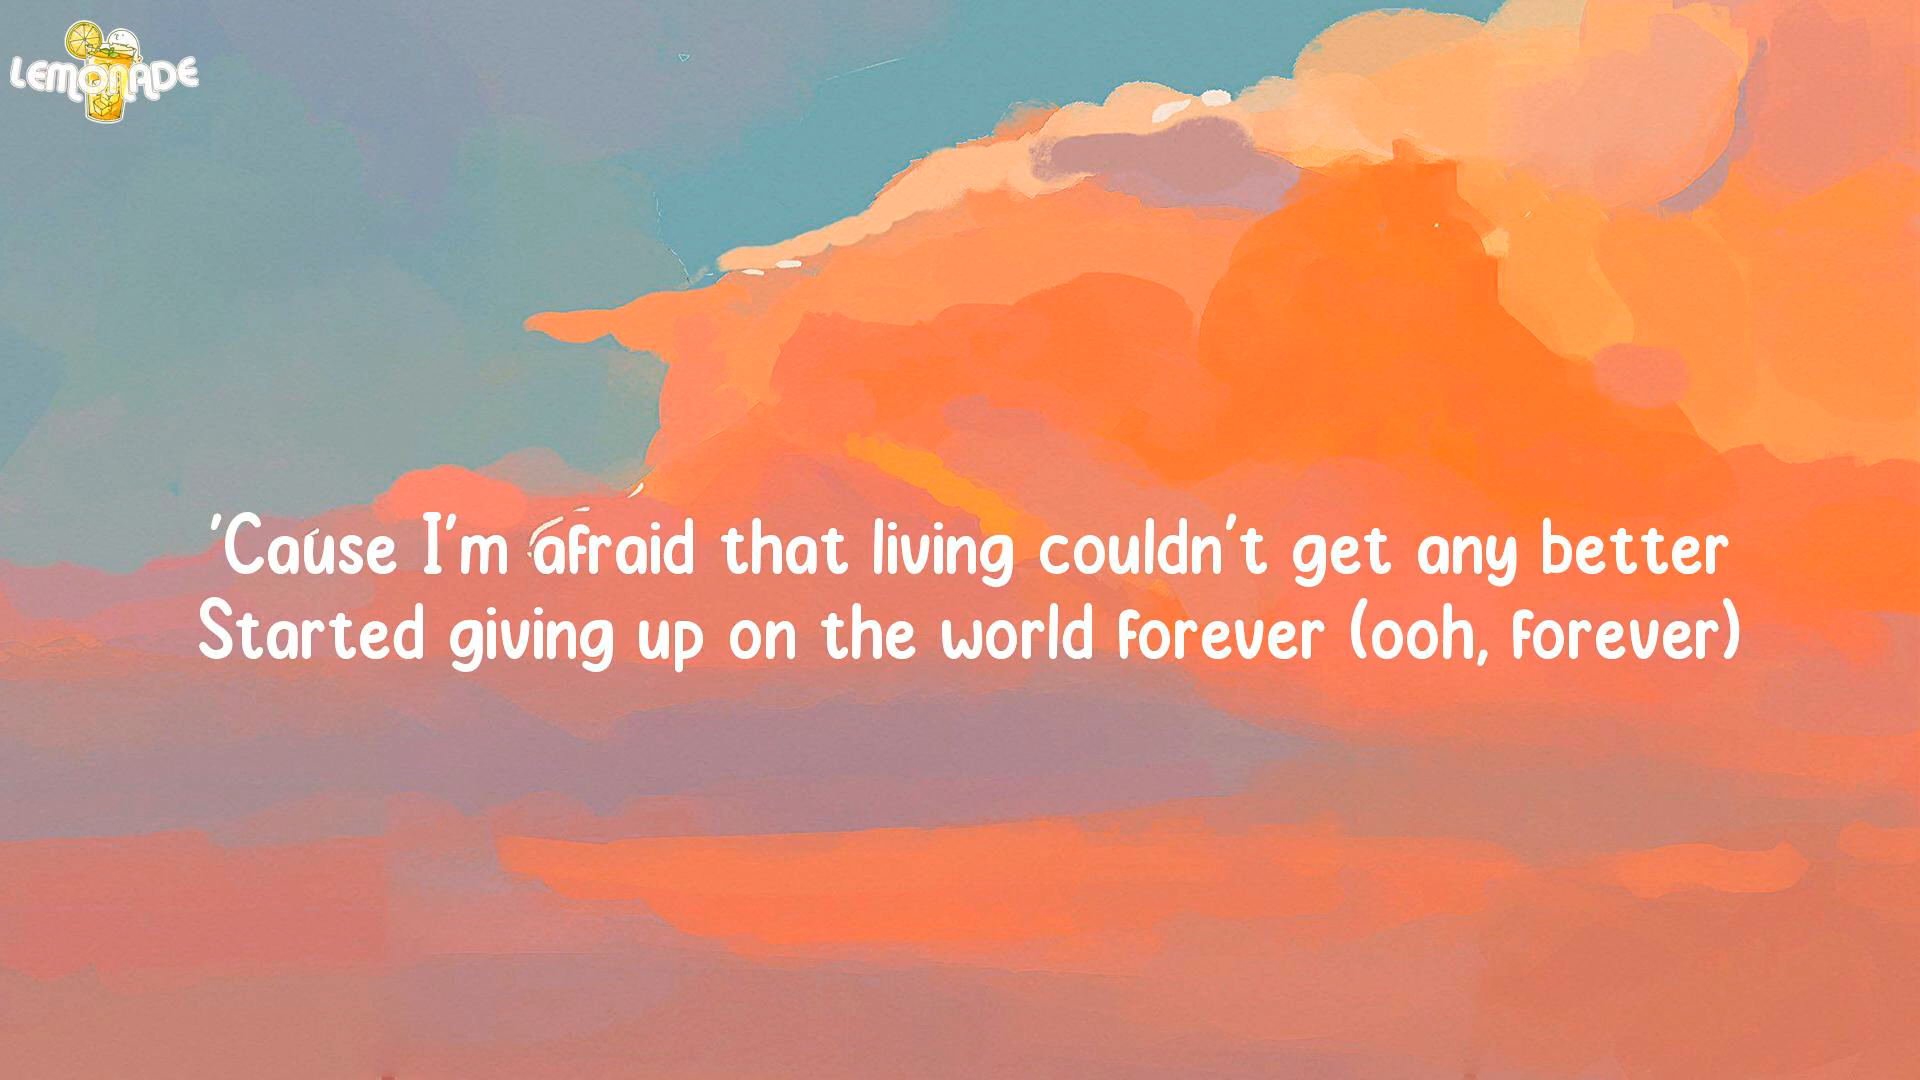 LEMONADE
'Cause I'm afraid that living couldn't get any better
Started giving up on the world forever (ooh, forever)